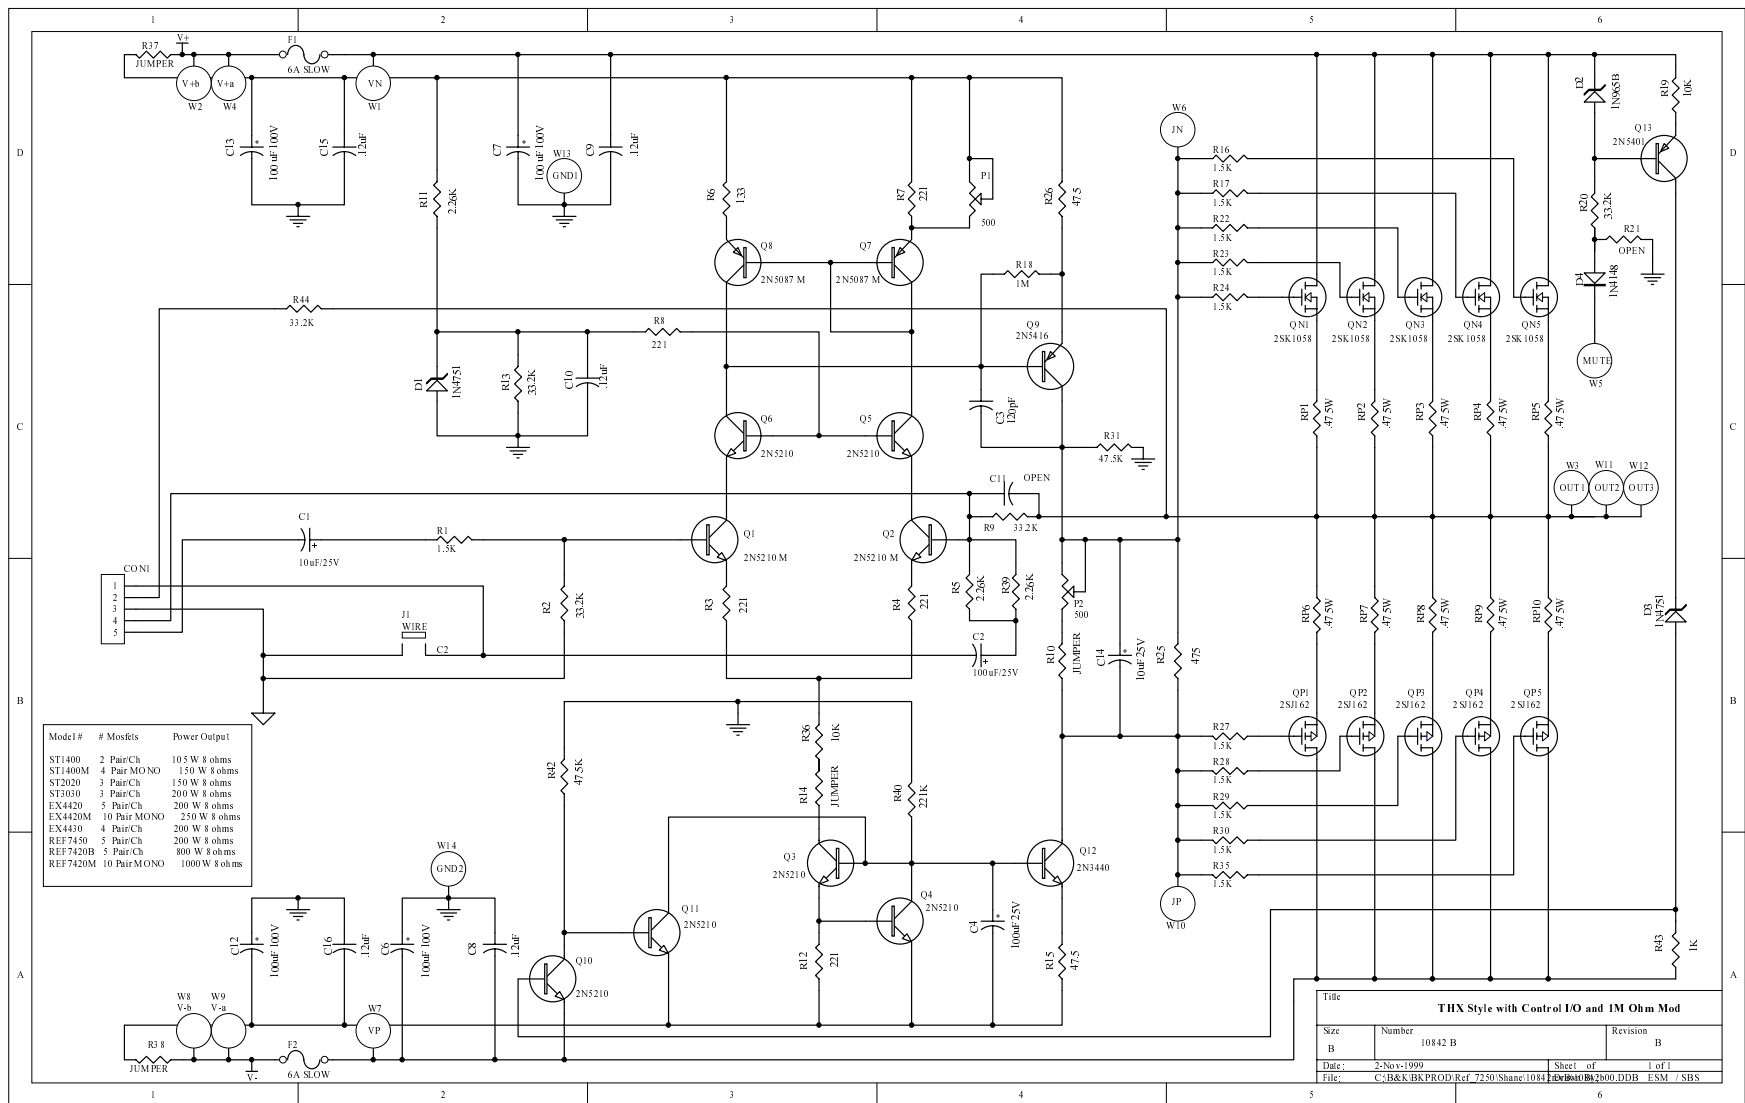 1 2 3 4 5 6
D D
C C
B B
A A
R37
JUMPER
V+
V+b
W2
V+a
W4
F1
6A SLOW
VN
W1
C13
100 uF 100V
C15
.12uF
R11
2.26K
C7
100 uF 100V
W13
GND1
C9
.12uF
R6
133
R7
221
P1
500
R26
47.5
Q8
2N5087 M
Q7
2N5087 M
R18
1M
Q9
2N5416
W6
JN
R16
1.5K
R17
1.5K
R22
1.5K
R23
1.5K
R24
1.5K
D2
1N965B
R19
10K
Q13
2N5401
R20
33.2K
R21
OPEN
D4
1N4148
MUTE
W5
QN1
2SK1058
QN2
2SK1058
QN3
2SK1058
QN4
2SK1058
QN5
2SK1058
R44
33.2K
R8
221
D1
1N4751
R13
33.2K
C10
.12uF
Q6
2N5210
Q5
2N5210
C3
120pF
R31
47.5K
RP1
.47 5W
RP2
.47 5W
RP3
.47 5W
RP4
.47 5W
RP5
.47 5W
W3
OUT1
W11
OUT2
W12
OUT3
C11
OPEN
R9
33.2K
C1
10uF/25V
R1
1.5K
Q1
2N5210 M
Q2
2N5210 M
CON1
1
2
3
4
5
J1
WIRE
C2
R2
33.2K
R3
221
R4
221
R5
2.26K
R39
2.26K
C2
100uF/25V
P2
500
R10
JUMPER
C14
10uF 25V
R25
475
RP6
.47 5W
RP7
.47 5W
RP8
.47 5W
RP9
.47 5W
RP10
.47 5W
D3
1N4751
QP1
2SJ162
QP2
2SJ162
QP3
2SJ162
QP4
2SJ162
QP5
2SJ162
R27
1.5K
R28
1.5K
R29
1.5K
R30
1.5K
R35
1.5K
JP
W10
Model # # Mosfets Power Output
ST1400 2 Pair/Ch 105 W 8 ohms
ST1400M 4 Pair MONO 150 W 8 ohms
ST2020 3 Pair/Ch 150 W 8 ohms
ST3030 3 Pair/Ch 200 W 8 ohms
EX4420 5 Pair/Ch 200 W 8 ohms
EX4420M 10 Pair MONO 250 W 8 ohms
EX4430 4 Pair/Ch 200 W 8 ohms
REF7450 5 Pair/Ch 200 W 8 ohms
REF7420B 5 Pair/Ch 800 W 8 ohms
REF7420M 10 Pair MONO 1000 W 8 ohms
R42
47.5K
R36
10K
R14
JUMPER
R40
221K
Q3
2N5210
Q4
2N5210
Q12
2N3440
Q11
2N5210
Q10
2N5210
R12
221
C4
100uF 25V
R15
47.5
R43
1K
W14
GND2
C12
100uF 100V
C16
.12uF
C6
100uF 100V
C8
.12uF
W8
V-b
W9
V-a
W7
VP
R38
JUMPER
V-
F2
6A SLOW
Title
THX Style with Control I/O and 1M Ohm Mod
Size
B
Number
10842 B
Revision
B
Date: 2-Nov-1999 Sheet of 1 of 1
File: C:\B&K\BKPROD\Ref_7250\Shane\10842 ESM / SBS
1 2 3 4 5 6